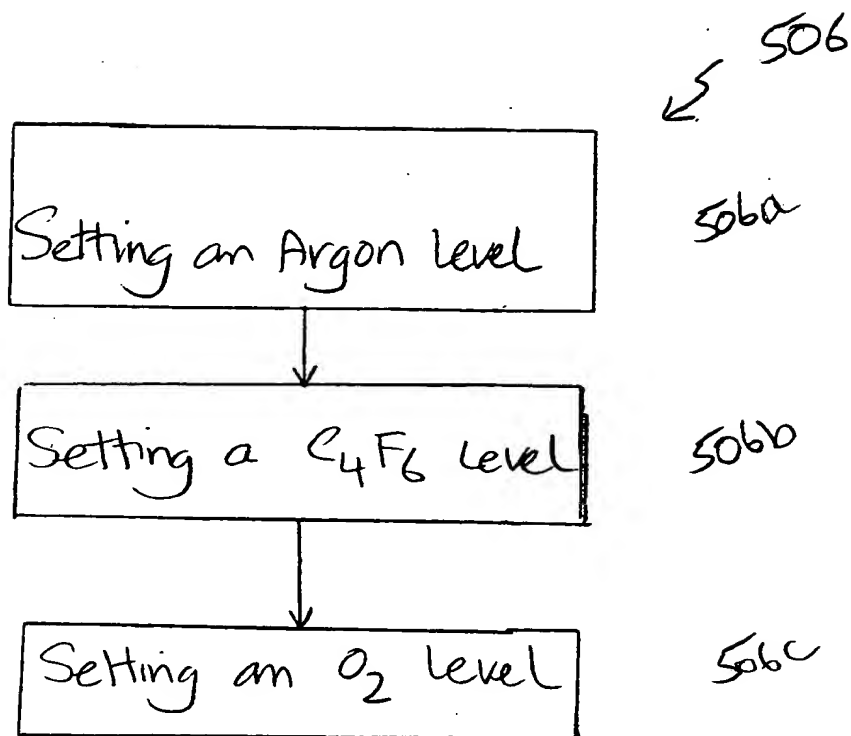 506
Setting an Argon level
506a
Setting a C4F6 level
506b
Setting an O2 level
506c